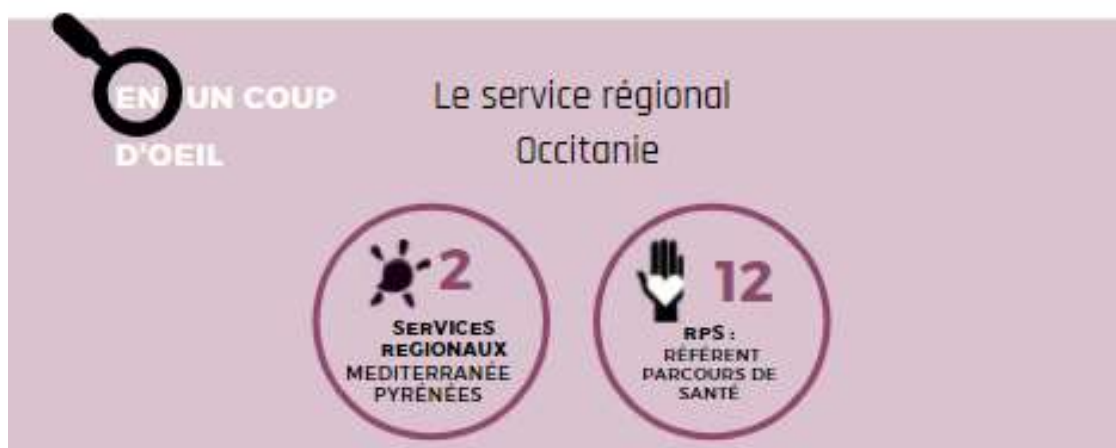 EN UN COUP
D'OEIL
Le service régional
Occitanie
2
SERVICES
REGIONAUX
MEDITERRANÉE
PYRÉNÉES
12
RPS :
RÉFÉRENT
PARCOURS DE
SANTÉ